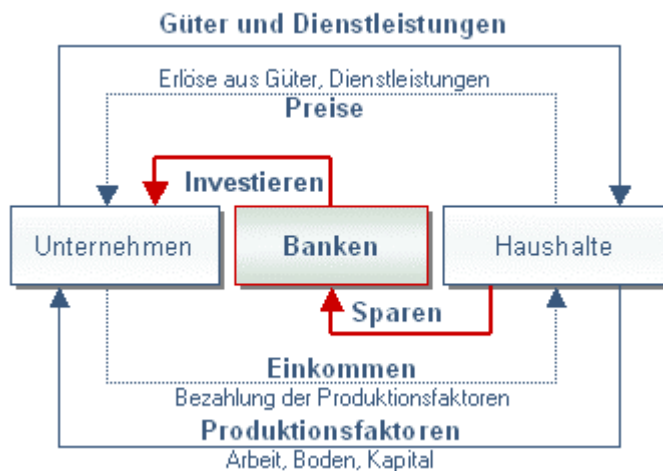 Güter und Dienstleistungen
Erlöse aus Güter, Dienstleistungen
Preise
Investieren
Unternehmen
Banken
Haushalte
Sparen
Einkommen
Bezahlung der Produktionsfaktoren
Produktionsfaktoren
Arbeit, Boden, Kapital